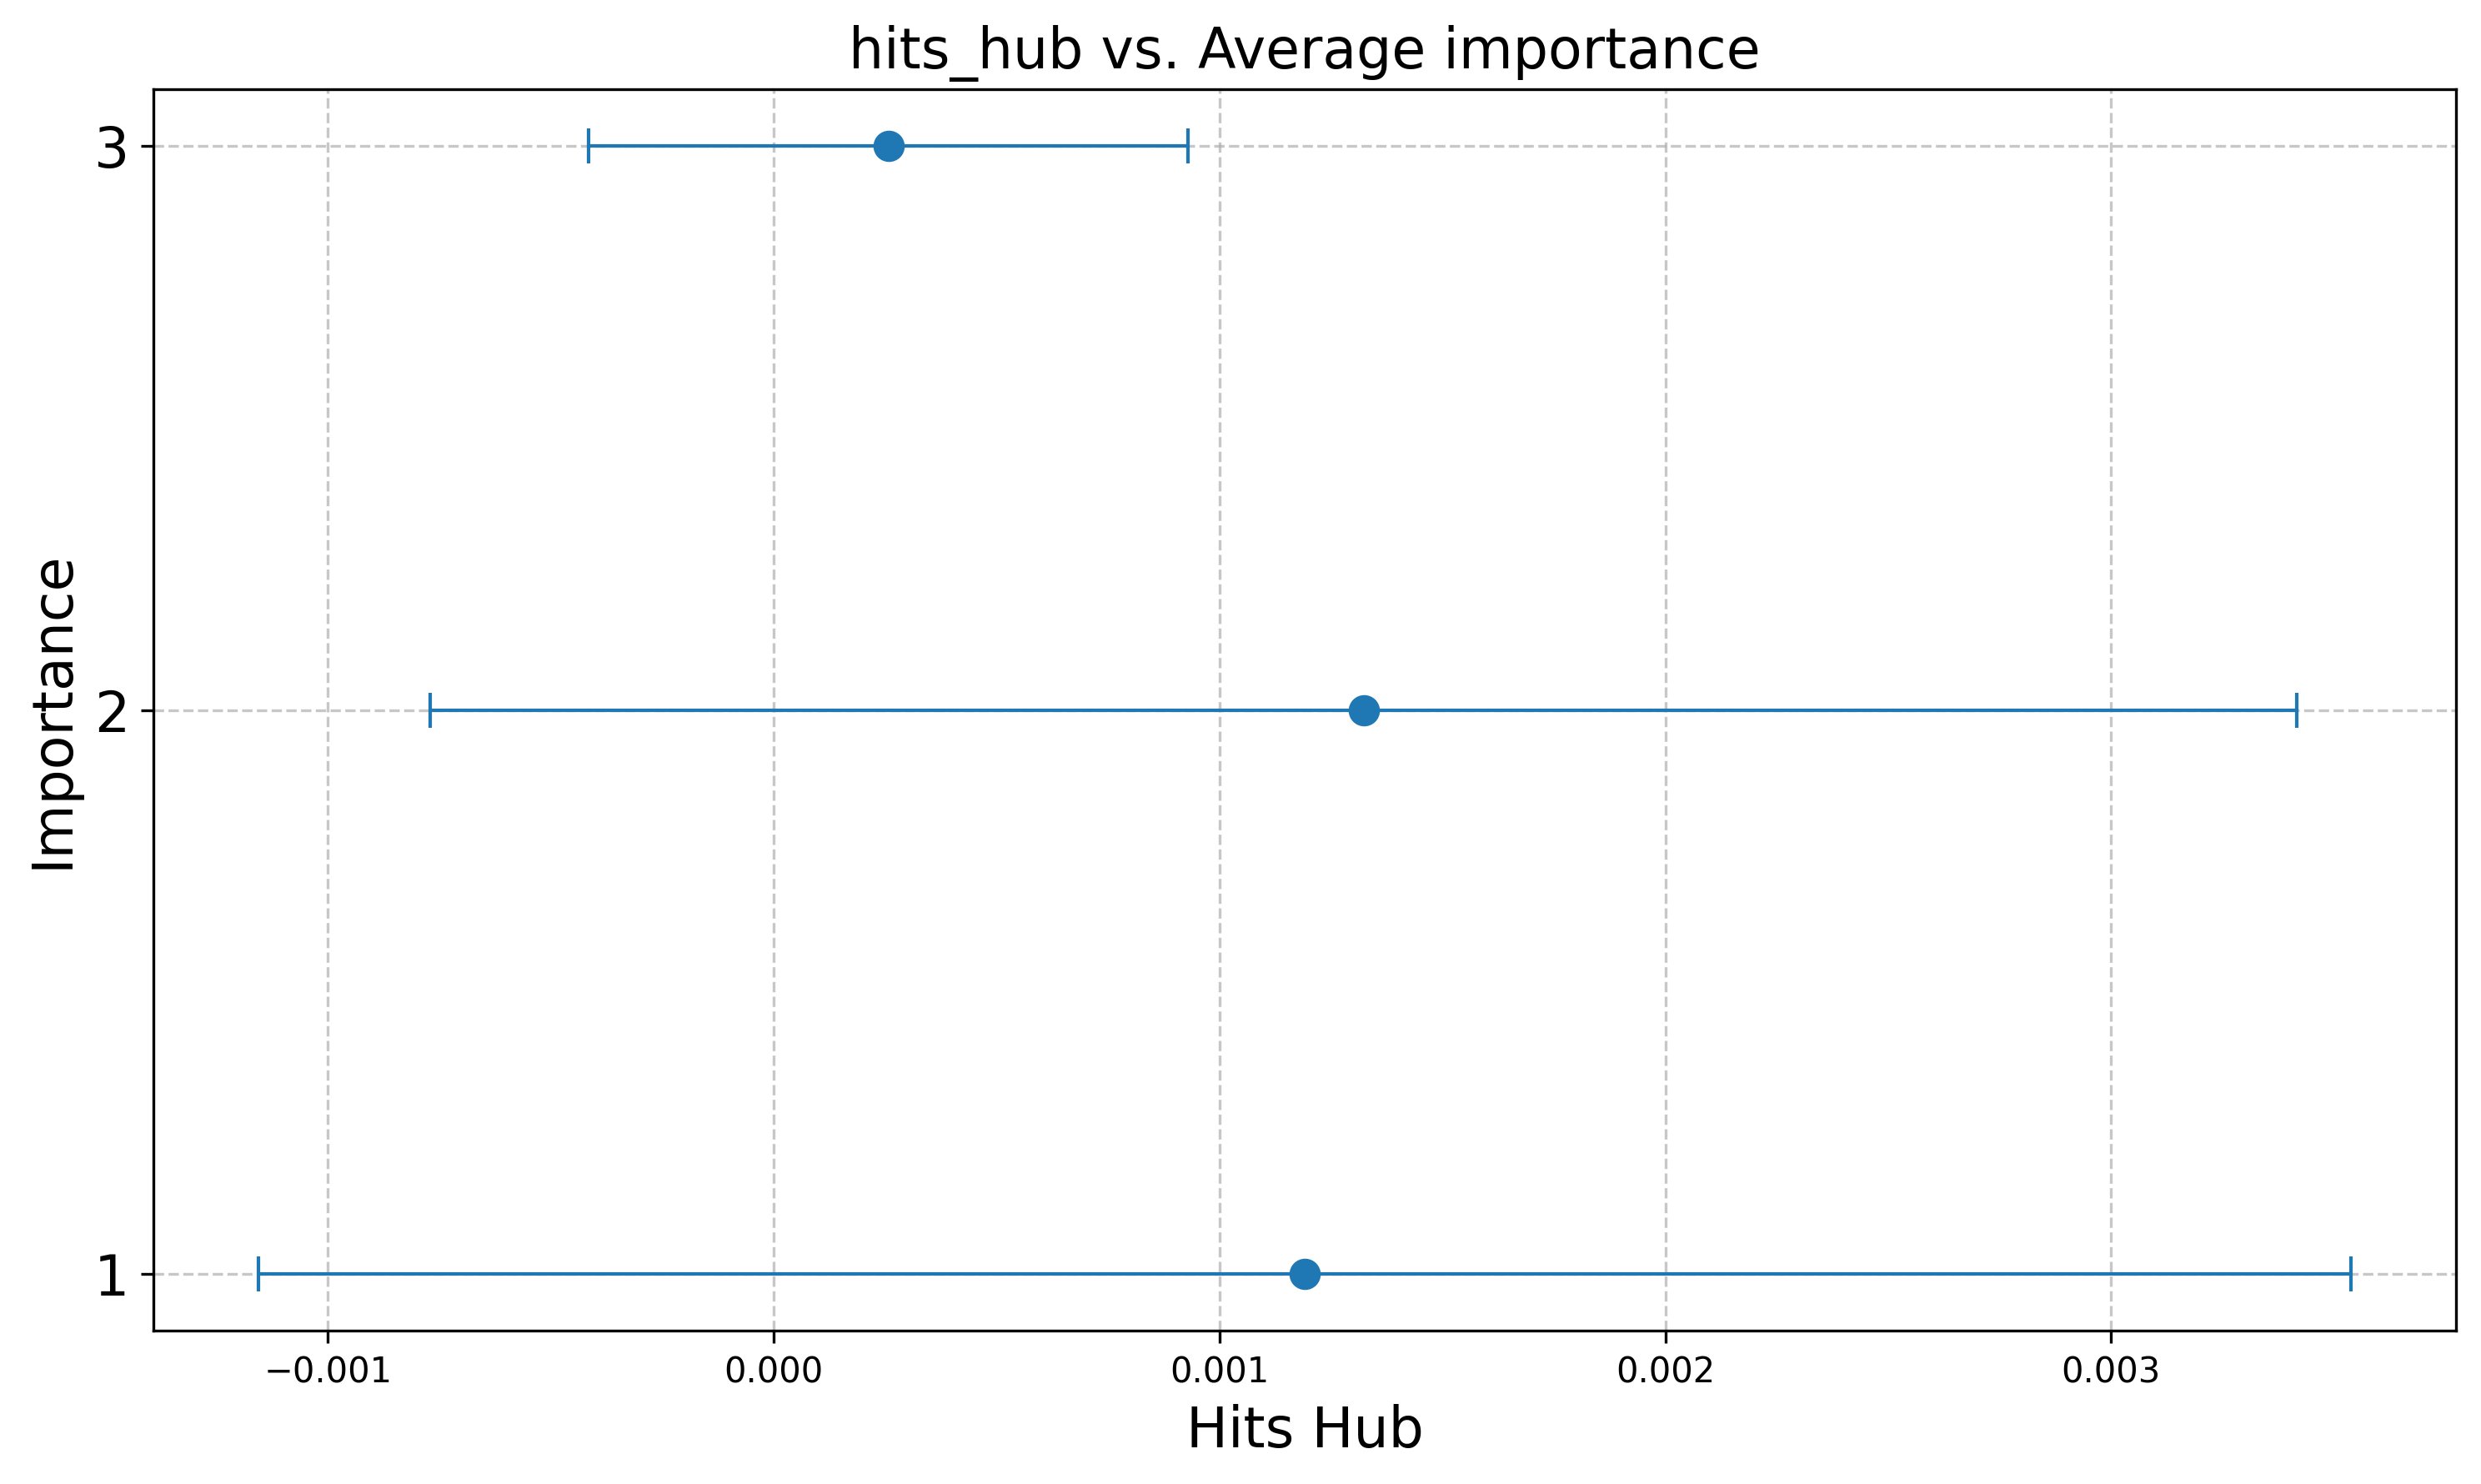 hits_hub vs. Average importance
Importance
3
2
1
−0.001 0.000 0.001 0.002 0.003
Hits Hub